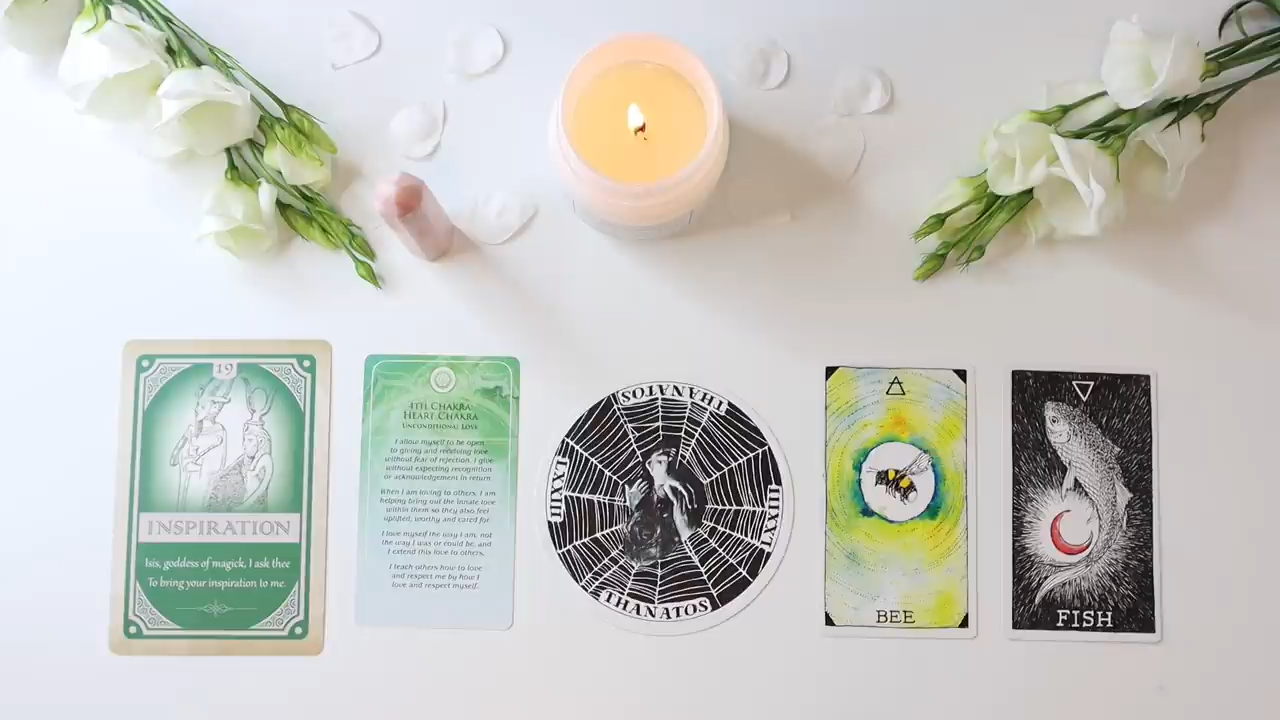 19
INSPIRATION
Isis, goddess of magick, I ask thee
To bring your inspiration to me.
4TH CHAKRA:
HEART CHAKRA
UNCONDITIONAL LOVE
I allow myself to be open
to giving and receiving love
without fear of rejection. I give
without expecting recognition
or acknowledgement in return.
When I am loving to others, I am
helping bring out the innate love
within them so they also feel
uplifted, worthy and cared for.
I love myself the way I am, not
the way I was or could be, and
I extend this love to others.
I teach others how to love
and respect me by how I
love and respect myself.
THANATOS
LXXIII
LXXIII
THANATOS
BEE
FISH